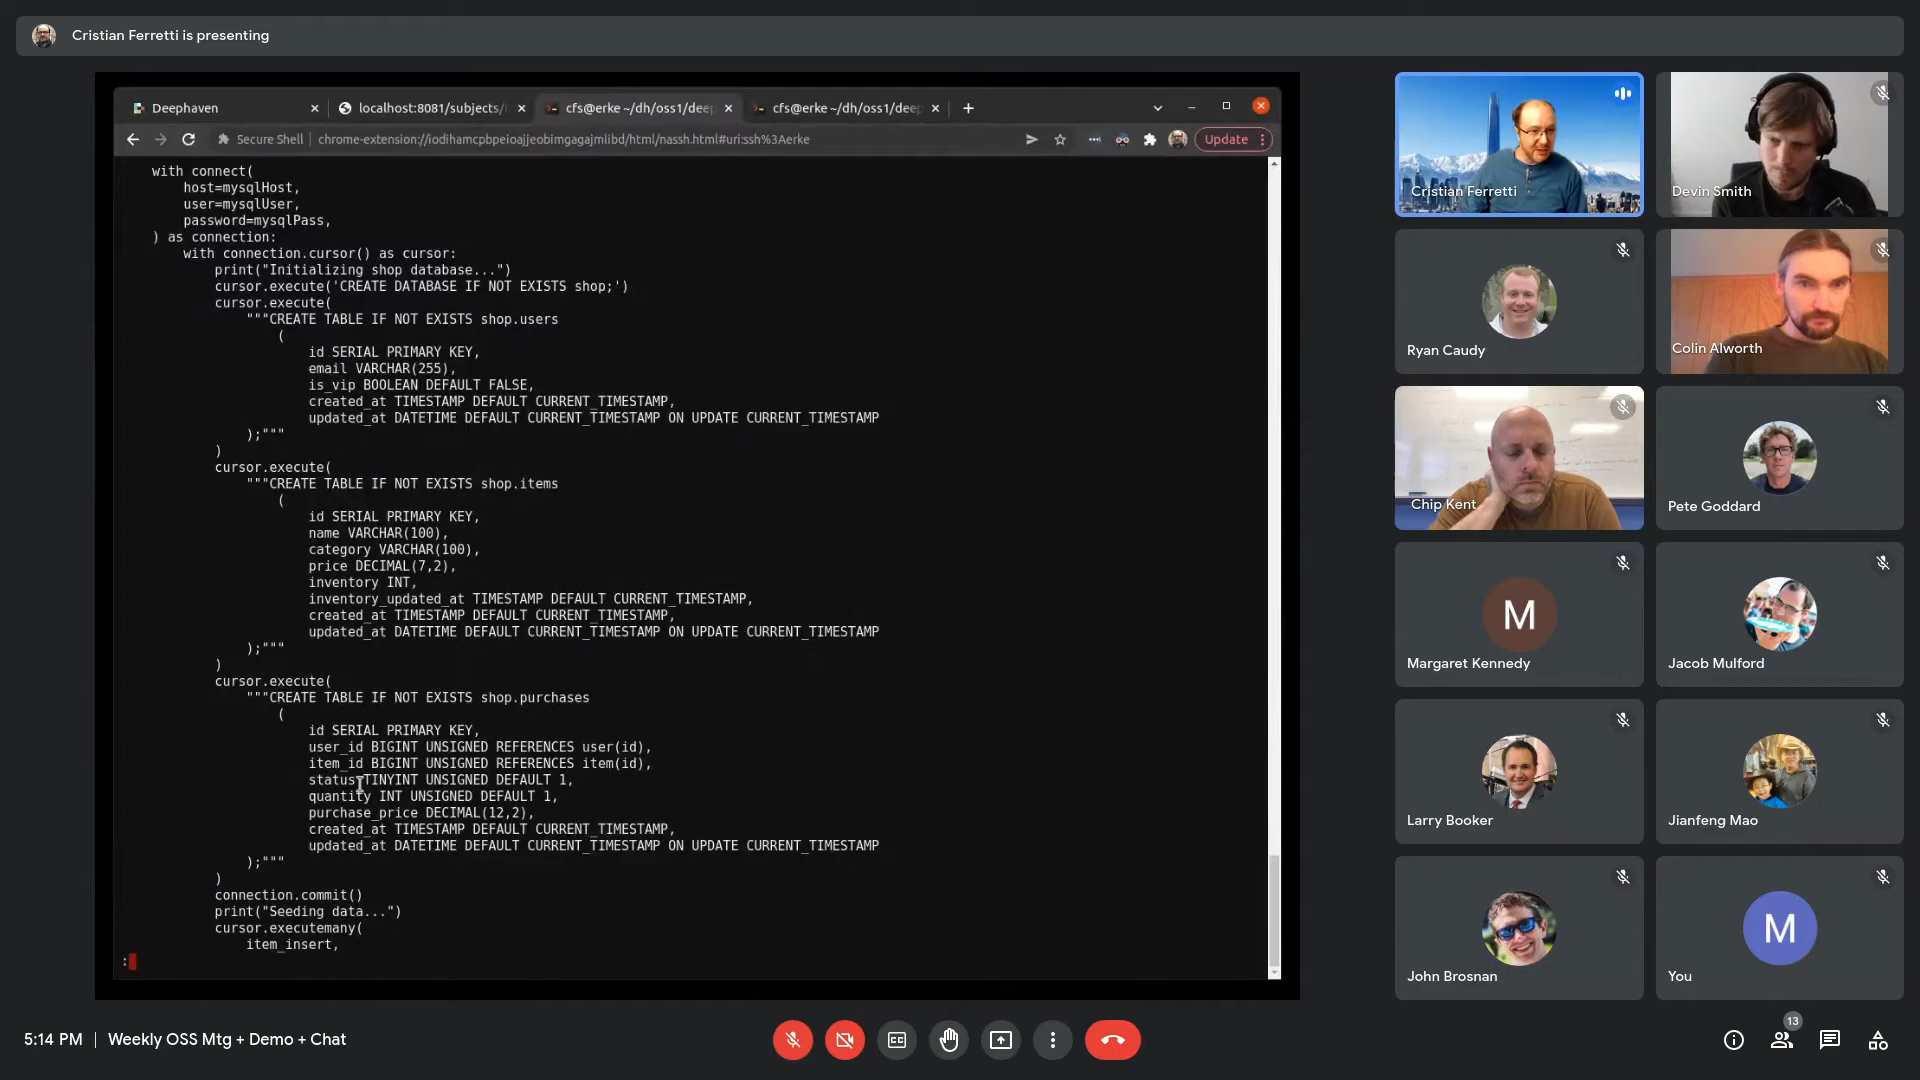 Cristian Ferretti is presenting
Deephaven
localhost:8081/subjects/
cfs@erke ~/dh/oss1/deep
cfs@erke ~/dh/oss1/deep
Secure Shell | chrome-extension://iodihamcpbpeioajjeobimgagajmlibd/html/nassh.html#uri:ssh%3Aerke
Update
with connect(
host=mysqlHost,
user=mysqlUser,
password=mysqlPass,
) as connection:
with connection.cursor() as cursor:
print("Initializing shop database...")
cursor.execute('CREATE DATABASE IF NOT EXISTS shop;')
cursor.execute(
"""CREATE TABLE IF NOT EXISTS shop.users
(
id SERIAL PRIMARY KEY,
email VARCHAR(255),
is_vip BOOLEAN DEFAULT FALSE,
created_at TIMESTAMP DEFAULT CURRENT_TIMESTAMP,
updated_at DATETIME DEFAULT CURRENT_TIMESTAMP ON UPDATE CURRENT_TIMESTAMP
);"""
)
cursor.execute(
"""CREATE TABLE IF NOT EXISTS shop.items
(
id SERIAL PRIMARY KEY,
name VARCHAR(100),
category VARCHAR(100),
price DECIMAL(7,2),
inventory INT,
inventory_updated_at TIMESTAMP DEFAULT CURRENT_TIMESTAMP,
created_at TIMESTAMP DEFAULT CURRENT_TIMESTAMP,
updated_at DATETIME DEFAULT CURRENT_TIMESTAMP ON UPDATE CURRENT_TIMESTAMP
);"""
)
cursor.execute(
"""CREATE TABLE IF NOT EXISTS shop.purchases
(
id SERIAL PRIMARY KEY,
user_id BIGINT UNSIGNED REFERENCES user(id),
item_id BIGINT UNSIGNED REFERENCES item(id),
status TINYINT UNSIGNED DEFAULT 1,
quantity INT UNSIGNED DEFAULT 1,
purchase_price DECIMAL(12,2),
created_at TIMESTAMP DEFAULT CURRENT_TIMESTAMP,
updated_at DATETIME DEFAULT CURRENT_TIMESTAMP ON UPDATE CURRENT_TIMESTAMP
);"""
)
connection.commit()
print("Seeding data...")
cursor.executemany(
item_insert,
:
Cristian Ferretti
Devin Smith
Ryan Caudy
Colin Alworth
Chip Kent
Pete Goddard
M
Margaret Kennedy
Jacob Mulford
Larry Booker
Jianfeng Mao
John Brosnan
M
You
5:14 PM | Weekly OSS Mtg + Demo + Chat
13